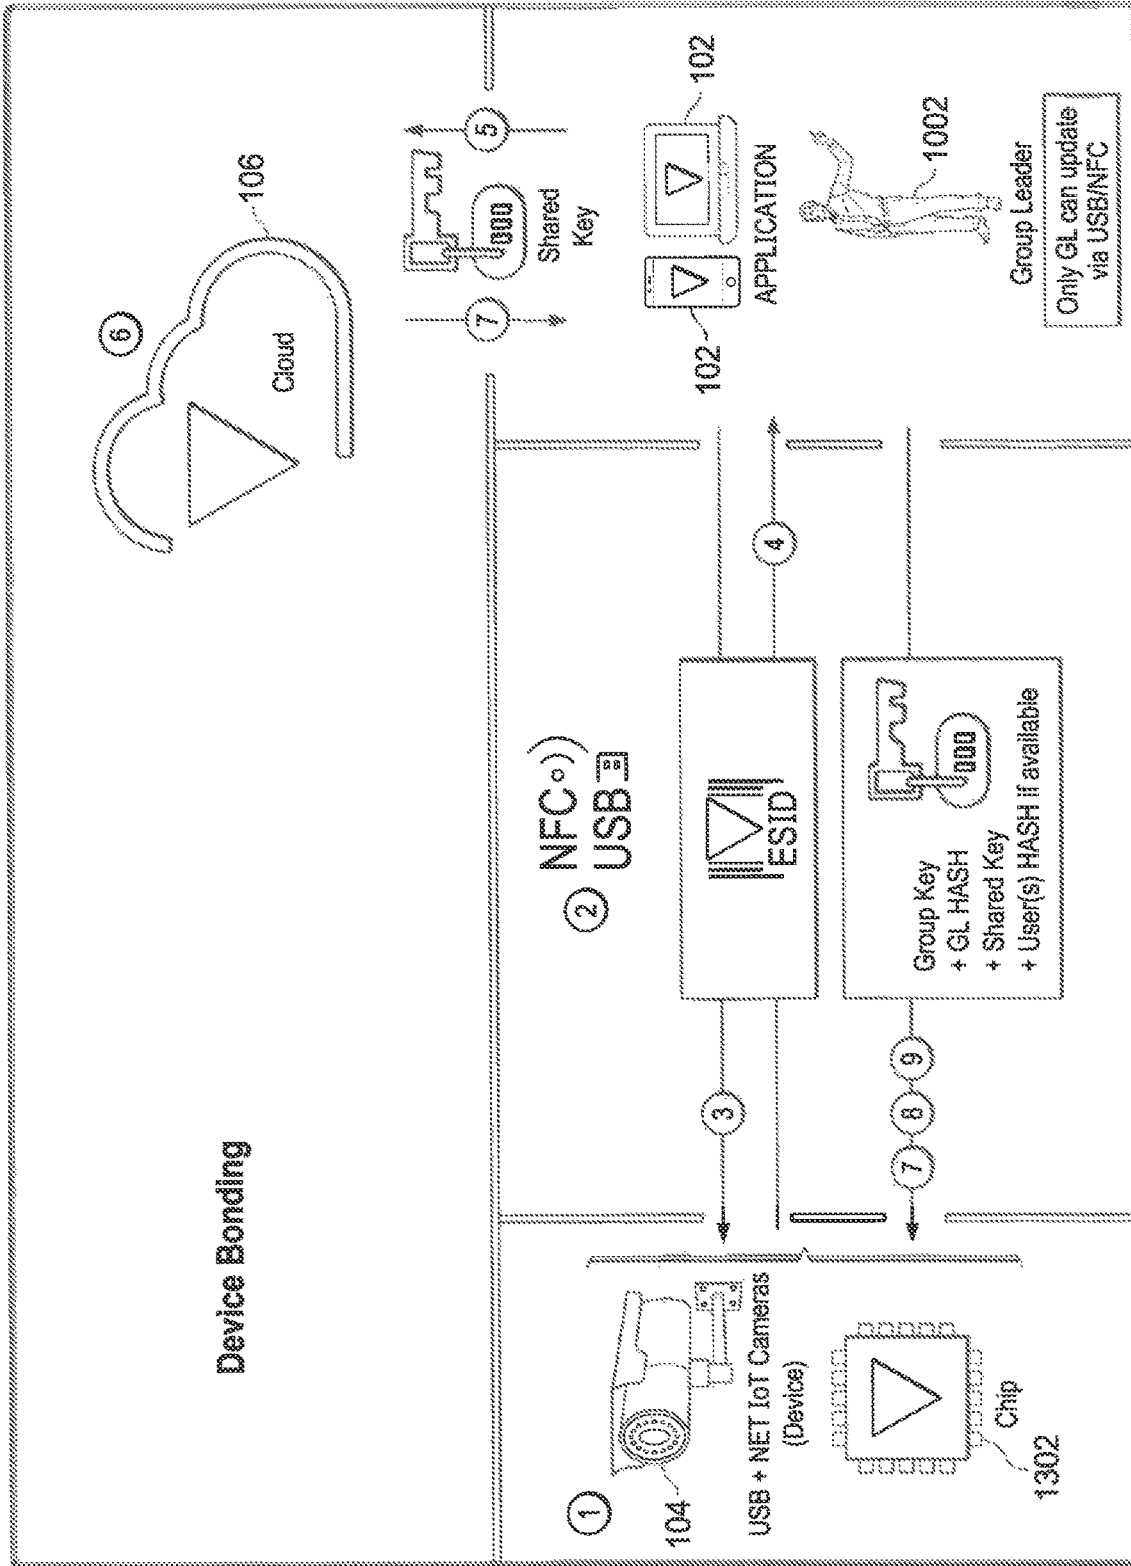 Device Bonding
6
106
Cloud
7
5
Shared
Key
1
104
USB + NET IoT Cameras
(Device)
Chip
1302
2
NFC
USB
3
ESID
4
7
8
9
Group Key
+ GL HASH
+ Shared Key
+ User(s) HASH if available
102
102
APPLICATION
1002
Group Leader
Only GL can update
via USB/NFC